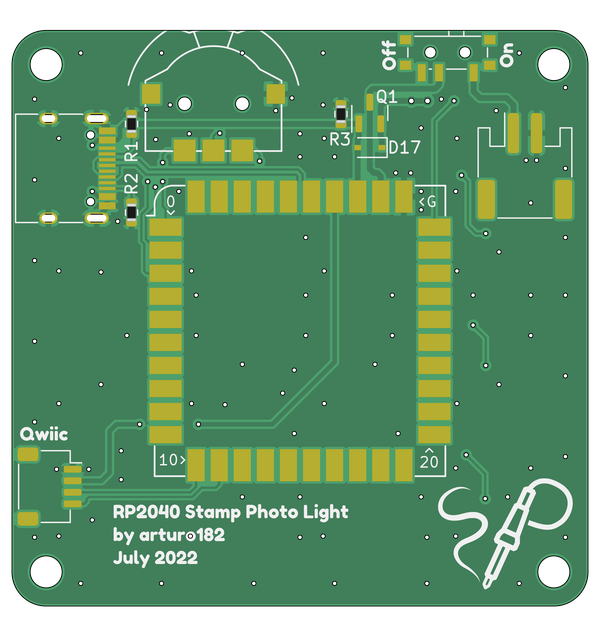 Off
On
Q1
R3
D17
R1
R2
0
<G
10>
20
Qwiic
RP2040 Stamp Photo Light
by arturo182
July 2022